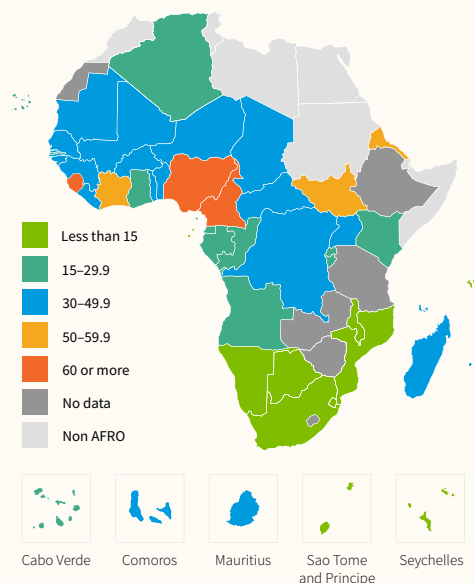 Less than 15
15–29.9
30–49.9
50–59.9
60 or more
No data
Non AFRO
Cabo Verde
Comoros
Mauritius
Sao Tome
and Principe
Seychelles